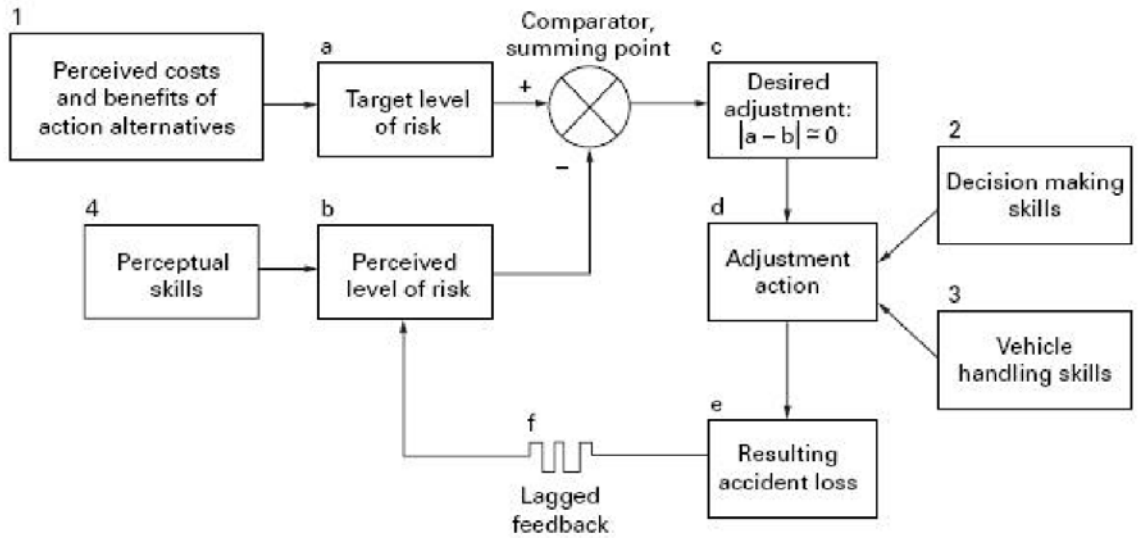 1
Perceived costs
and benefits of
action alternatives
a
Target level
of risk
+
Comparator,
summing point
−
c
Desired
adjustment:
|a – b| ≃ 0
2
Decision making
skills
4
Perceptual
skills
b
Perceived
level of risk
d
Adjustment
action
3
Vehicle
handling skills
e
Resulting
accident loss
f
Lagged
feedback